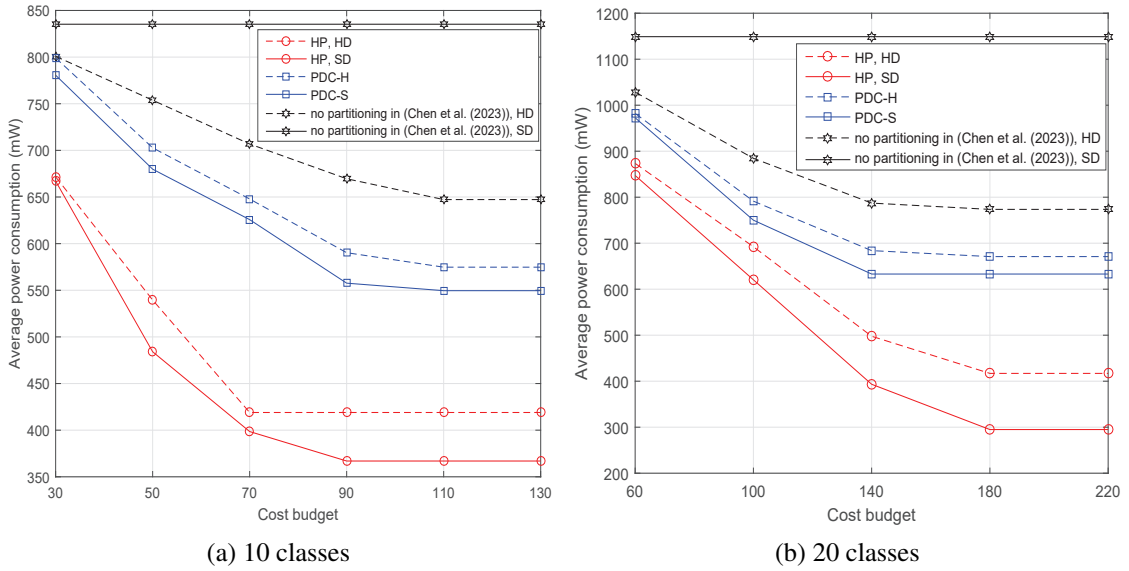 850
800
750
700
650
600
550
500
450
400
350
30
50
70
90
110
130
Average power consumption (mW)
Cost budget
HP, HD
HP, SD
PDC-H
PDC-S
no partitioning in (Chen et al. (2023)), HD
no partitioning in (Chen et al. (2023)), SD
(a) 10 classes
1200
1100
1000
900
800
700
600
500
400
300
200
60
100
140
180
220
Average power consumption (mW)
Cost budget
HP, HD
HP, SD
PDC-H
PDC-S
no partitioning in (Chen et al. (2023)), HD
no partitioning in (Chen et al. (2023)), SD
(b) 20 classes